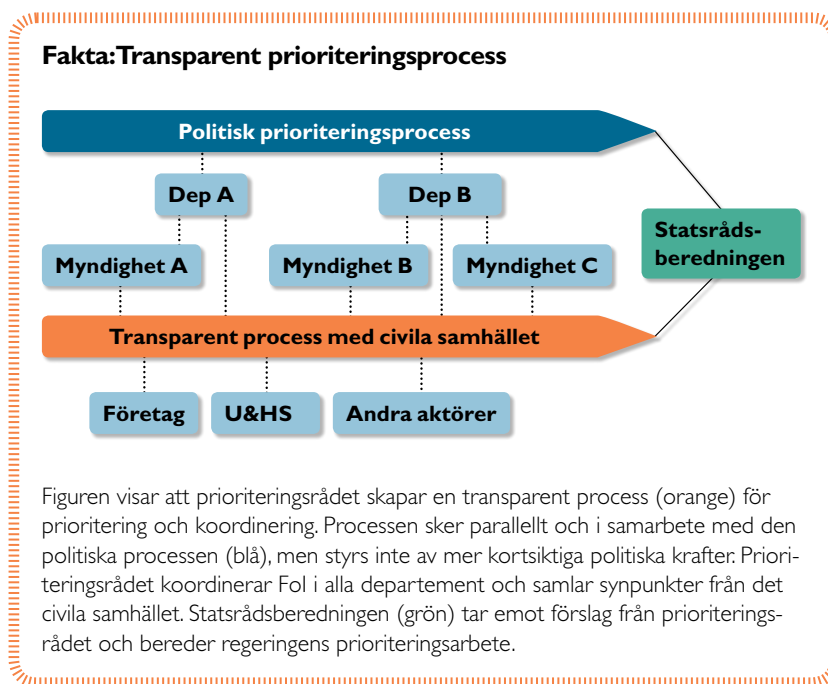 Fakta: Transparent prioriteringsprocess
Politisk prioriteringsprocess
Dep A
Dep B
Statsråds-
beredningen
Myndighet A
Myndighet B
Myndighet C
Transparent process med civila samhället
Företag
U&HS
Andra aktörer
Figuren visar att prioriteringsrådet skapar en transparent process (orange) för
prioritering och koordinering. Processen sker parallellt och i samarbete med den
politiska processen (blå), men styrs inte av mer kortsiktiga politiska krafter. Priori-
teringsrådet koordinerar FoI i alla departement och samlar synpunkter från det
civila samhället. Statsrådsberedningen (grön) tar emot förslag från prioriterings-
rådet och bereder regeringens prioriteringsarbete.